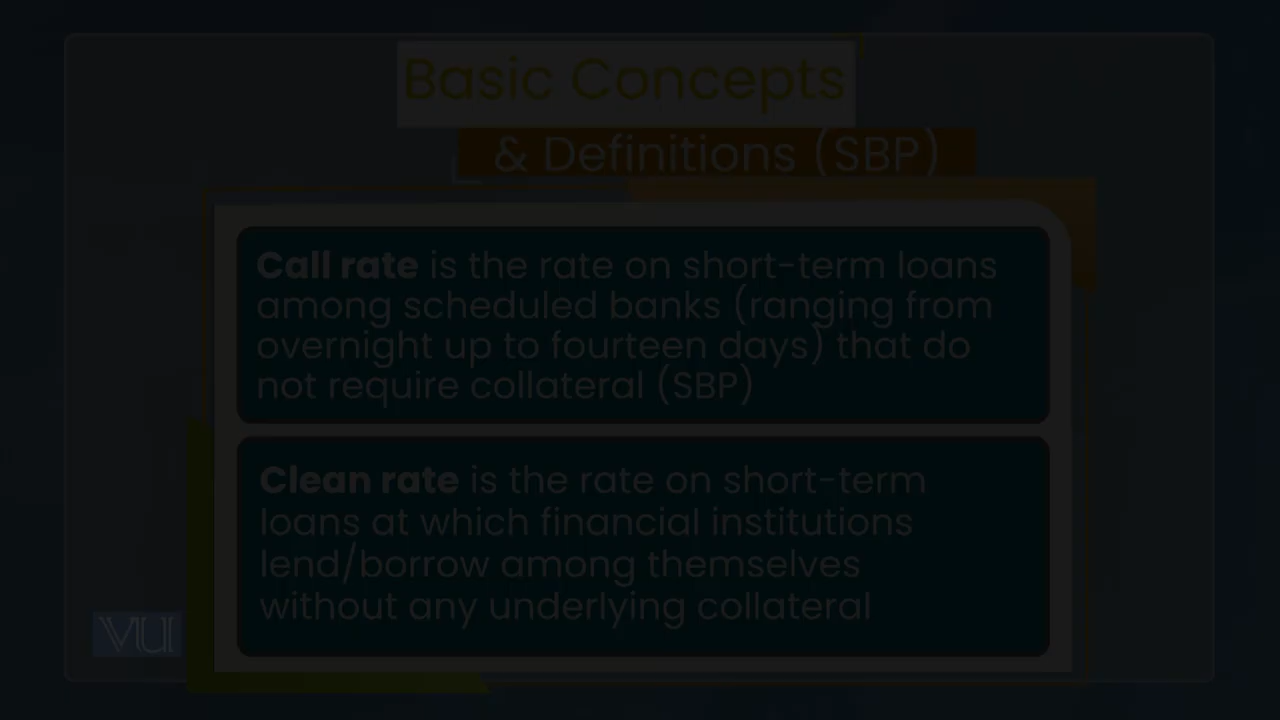 Basic Concepts
& Definitions (SBP)
Call rate is the rate on short-term loans
among scheduled banks (ranging from
overnight up to fourteen days) that do
not require collateral (SBP)
Clean rate is the rate on short-term
loans at which financial institutions
lend/borrow among themselves
without any underlying collateral
VU